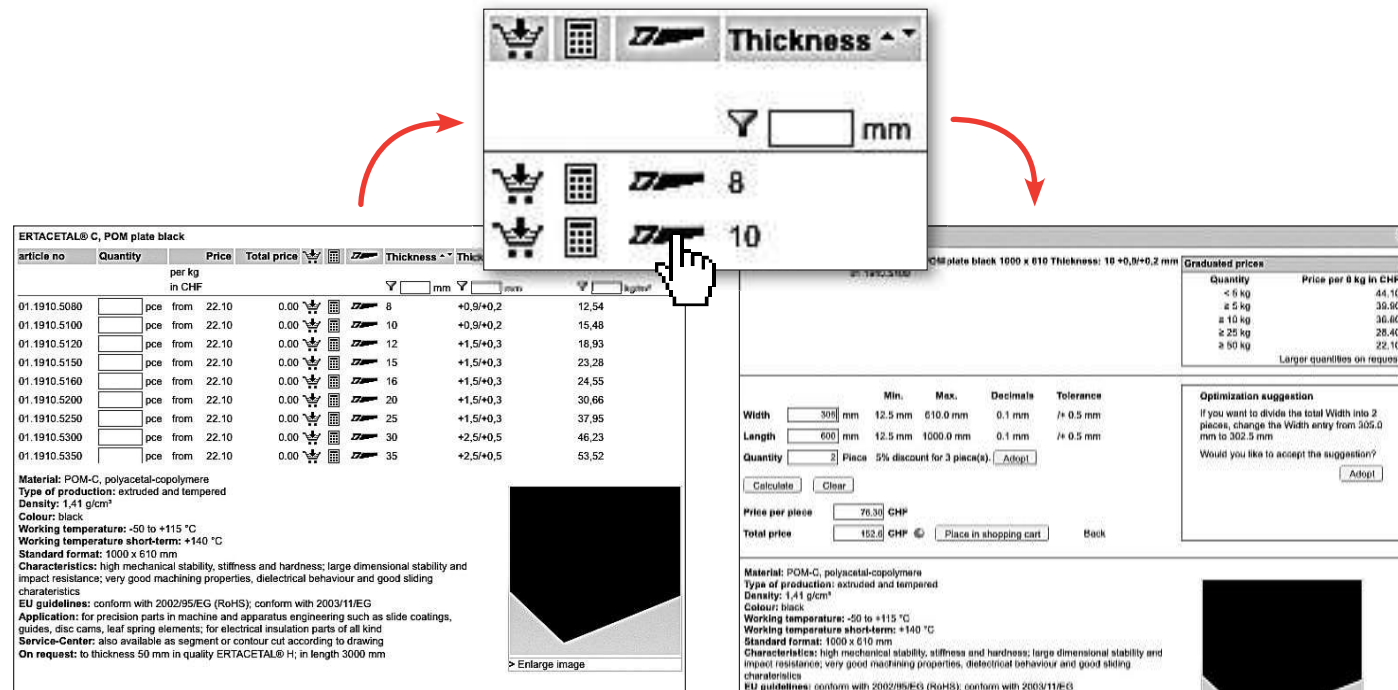 Thickness
mm
8
10
ERTACETAL® C, POM plate black
article no Quantity Price Total price Thickness Thick
per kg
in CHF
mm mm kg/m²
01.1910.5080 pce from 22.10 0.00 8 +0,9/+0,2 12,54
01.1910.5100 pce from 22.10 0.00 10 +0,9/+0,2 15,48
01.1910.5120 pce from 22.10 0.00 12 +1,5/+0,3 18,93
01.1910.5150 pce from 22.10 0.00 15 +1,5/+0,3 23,28
01.1910.5160 pce from 22.10 0.00 16 +1,5/+0,3 24,55
01.1910.5200 pce from 22.10 0.00 20 +1,5/+0,3 30,66
01.1910.5250 pce from 22.10 0.00 25 +1,5/+0,3 37,95
01.1910.5300 pce from 22.10 0.00 30 +2,5/+0,5 46,23
01.1910.5350 pce from 22.10 0.00 35 +2,5/+0,5 53,52
Material: POM-C, polyacetal-copolymere
Type of production: extruded and tempered
Density: 1,41 g/cm³
Colour: black
Working temperature: -50 to +115 °C
Working temperature short-term: +140 °C
Standard format: 1000 x 610 mm
Characteristics: high mechanical stability, stiffness and hardness; large dimensional stability and
impact resistance; very good machining properties, dielectrical behaviour and good sliding
charateristics
EU guidelines: conform with 2002/95/EG (RoHS); conform with 2003/11/EG
Application: for precision parts in machine and apparatus engineering such as slide coatings,
guides, disc cams, leaf spring elements; for electrical insulation parts of all kind
Service-Center: also available as segment or contour cut according to drawing
On request: to thickness 50 mm in quality ERTACETAL® H; in length 3000 mm
> Enlarge image
plate black 1000 x 610 Thickness: 10 +0,9/+0,2 mm
Graduated prices
Quantity Price per 0 kg in CHF
< 5 kg 44.10
≥ 5 kg 39.90
≥ 10 kg 36.80
≥ 25 kg 28.40
≥ 50 kg 22.10
Larger quantities on reques
Min. Max. Decimals Tolerance
Width 305 mm 12.5 mm 610.0 mm 0.1 mm /+ 0.5 mm
Length 600 mm 12.5 mm 1000.0 mm 0.1 mm /+ 0.5 mm
Quantity 2 Piece 5% discount for 3 piece(s). Adopt
Calculate Clear
Price per piece 76.30 CHF
Total price 152.6 CHF Place in shopping cart Back
Optimization suggestion
If you want to divide the total Width into 2
pieces, change the Width entry from 305.0
mm to 302.5 mm
Would you like to accept the suggestion?
Adopt
Material: POM-C, polyacetal-copolymere
Type of production: extruded and tempered
Density: 1,41 g/cm³
Colour: black
Working temperature: -50 to +115 °C
Working temperature short-term: +140 °C
Standard format: 1000 x 610 mm
Characteristics: high mechanical stability, stiffness and hardness; large dimensional stability and
impact resistance; very good machining properties, dielectrical behaviour and good sliding
charateristics
EU guidelines: conform with 2002/95/EG (RoHS); conform with 2003/11/EG